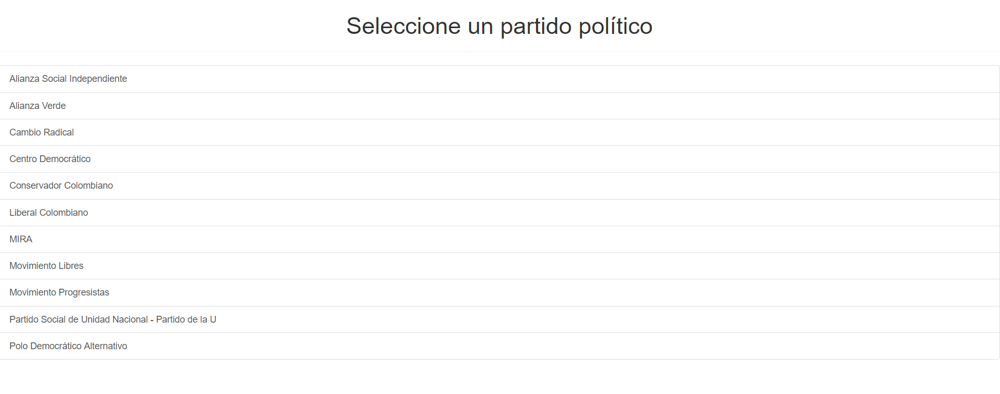 Seleccione un partido político
Alianza Social Independiente
Alianza Verde
Cambio Radical
Centro Democrático
Conservador Colombiano
Liberal Colombiano
MIRA
Movimiento Libres
Movimiento Progresistas
Partido Social de Unidad Nacional - Partido de la U
Polo Democrático Alternativo